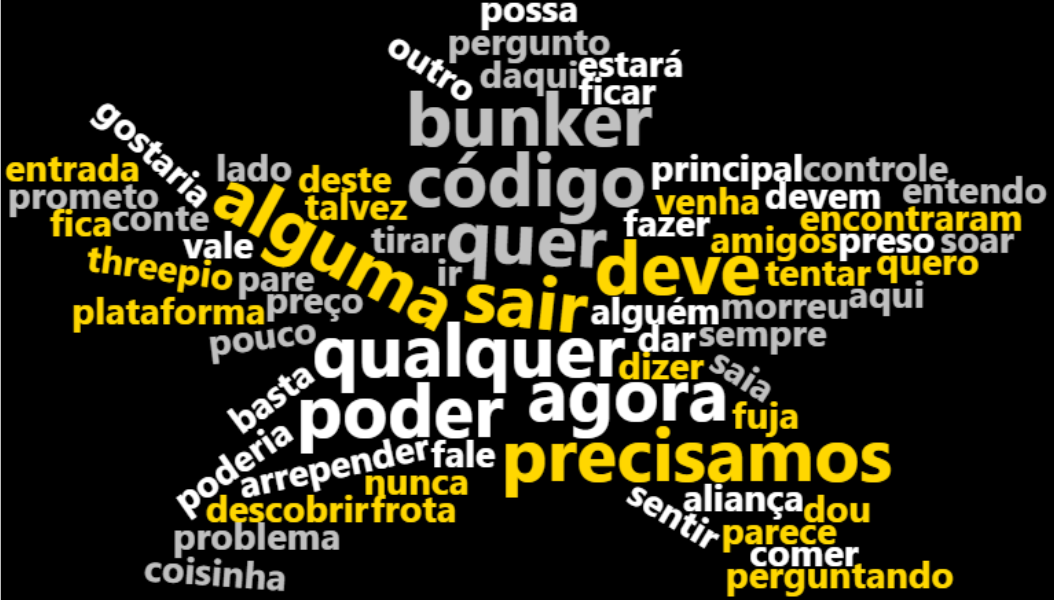 possa
pergunto
outro
daqui
estará
ficar
bunker
gostaria
entrada
lado
deste
código
principal
controle
prometo
alguma
talvez
venha
devem
entendo
fica
conte
fazer
encontraram
vale
tirar
quer
amigos
preso
soar
threepio
pare
ir
deve
tentar
quero
plataforma
preço
sair
alguém
morreu
aqui
pouco
qualquer
dar
sempre
basta
dizer
saia
poder
agora
fuja
poderia
arrepender
fale
precisamos
nunca
descobrir
frota
sentir
aliança
dou
problema
parece
comer
coisinha
perguntando